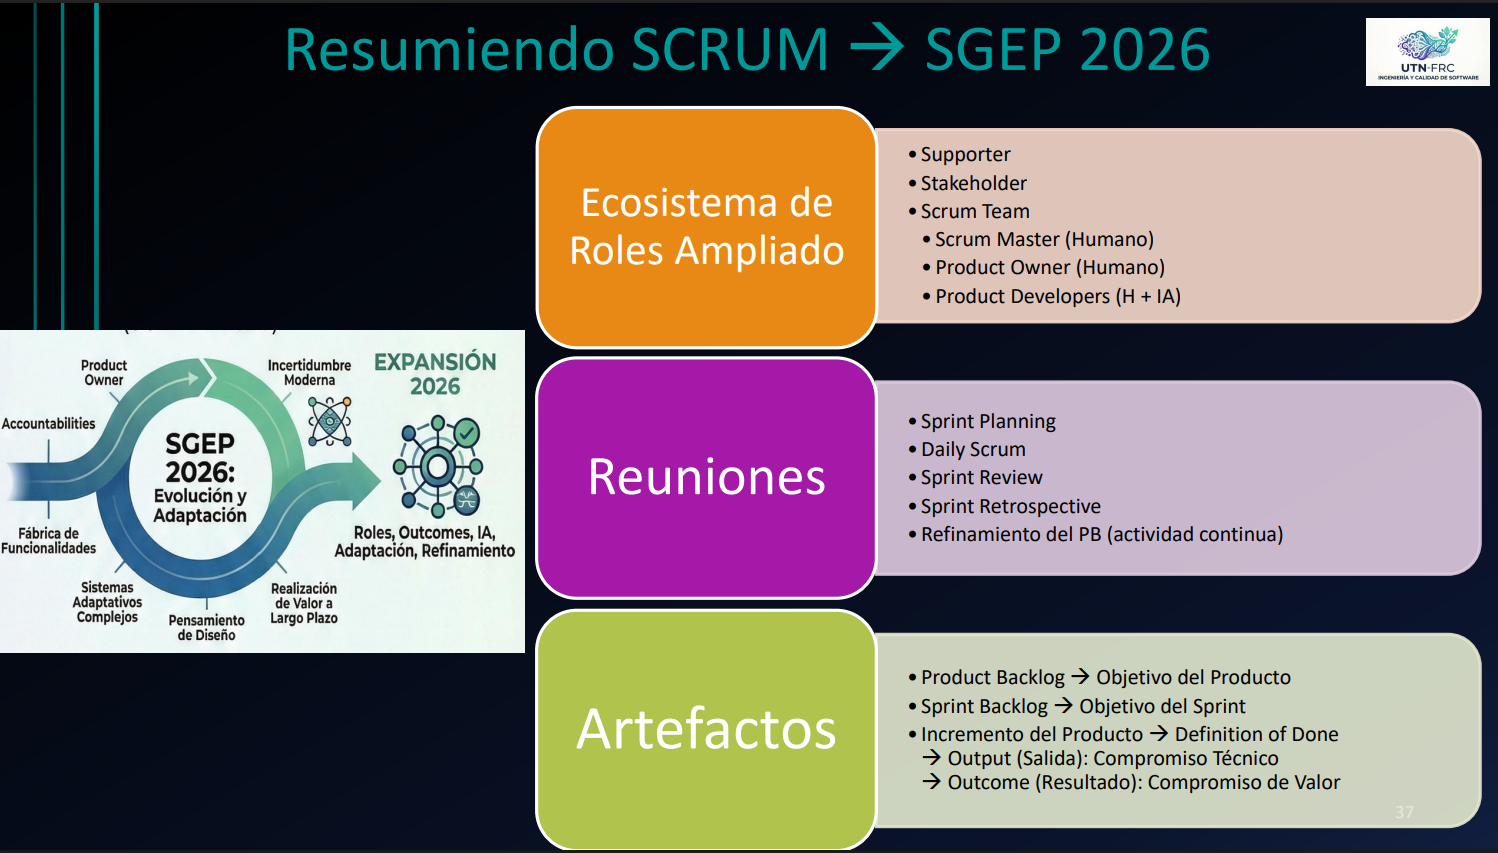 Resumiendo SCRUM → SGEP 2026
UTN-FRC
INGENIERÍA Y CALIDAD DE SOFTWARE
Ecosistema de
Roles Ampliado
• Supporter
• Stakeholder
• Scrum Team
• Scrum Master (Humano)
• Product Owner (Humano)
• Product Developers (H + IA)
Reuniones
• Sprint Planning
• Daily Scrum
• Sprint Review
• Sprint Retrospective
• Refinamiento del PB (actividad continua)
Artefactos
• Product Backlog → Objetivo del Producto
• Sprint Backlog → Objetivo del Sprint
• Incremento del Producto → Definition of Done
→ Output (Salida): Compromiso Técnico
→ Outcome (Resultado): Compromiso de Valor
37
Product
Owner
Accountabilities
Fábrica de
Funcionalidades
Sistemas
Adaptativos
Complejos
Pensamiento
de Diseño
Realización
de Valor a
Largo Plazo
Incertidumbre
Moderna
SGEP
2026:
Evolución y
Adaptación
EXPANSIÓN
2026
Roles, Outcomes, IA,
Adaptación, Refinamiento